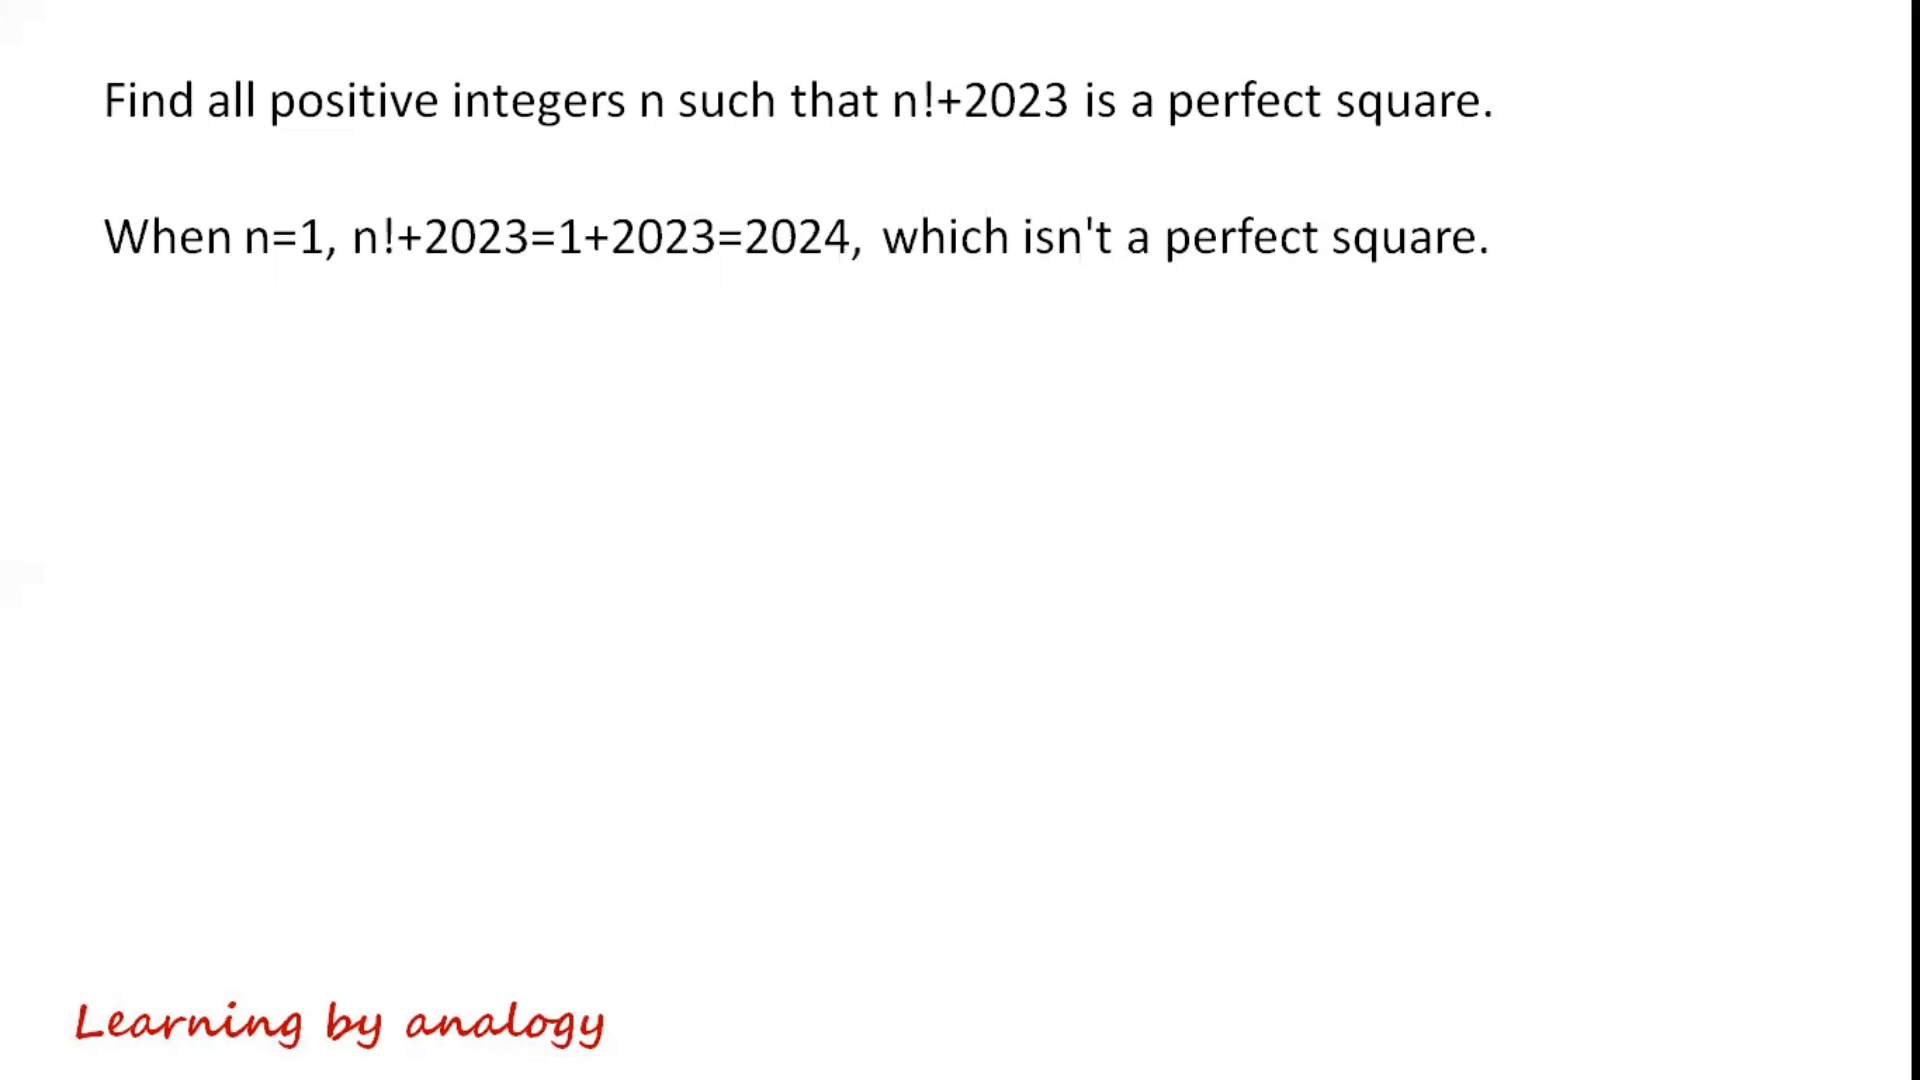 Find all positive integers n such that n!+2023 is a perfect square.
When n=1, n!+2023=1+2023=2024, which isn't a perfect square.
Learning by analogy